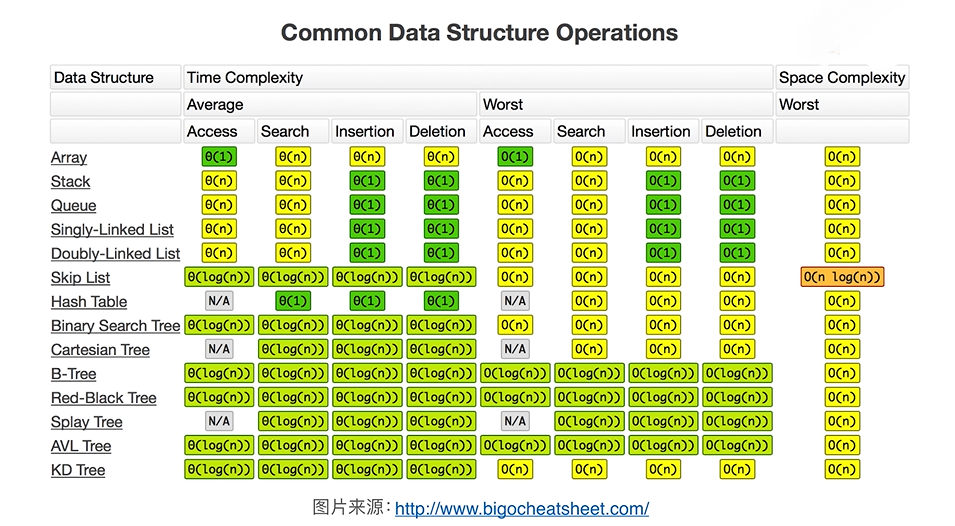 Common Data Structure Operations
Data Structure Time Complexity Space Complexity
Average Worst Worst
Access Search Insertion Deletion Access Search Insertion Deletion
Array Θ(1) Θ(n) Θ(n) Θ(n) O(1) O(n) O(n) O(n) O(n)
Stack Θ(n) Θ(n) Θ(1) Θ(1) O(n) O(n) O(1) O(1) O(n)
Queue Θ(n) Θ(n) Θ(1) Θ(1) O(n) O(n) O(1) O(1) O(n)
Singly-Linked List Θ(n) Θ(n) Θ(1) Θ(1) O(n) O(n) O(1) O(1) O(n)
Doubly-Linked List Θ(n) Θ(n) Θ(1) Θ(1) O(n) O(n) O(1) O(1) O(n)
Skip List Θ(log(n)) Θ(log(n)) Θ(log(n)) Θ(log(n)) O(n) O(n) O(n) O(n) O(n log(n))
Hash Table N/A Θ(1) Θ(1) Θ(1) N/A O(n) O(n) O(n) O(n)
Binary Search Tree Θ(log(n)) Θ(log(n)) Θ(log(n)) Θ(log(n)) O(n) O(n) O(n) O(n) O(n)
Cartesian Tree N/A Θ(log(n)) Θ(log(n)) Θ(log(n)) N/A O(n) O(n) O(n) O(n)
B-Tree Θ(log(n)) Θ(log(n)) Θ(log(n)) Θ(log(n)) O(log(n)) O(log(n)) O(log(n)) O(log(n)) O(n)
Red-Black Tree Θ(log(n)) Θ(log(n)) Θ(log(n)) Θ(log(n)) O(log(n)) O(log(n)) O(log(n)) O(log(n)) O(n)
Splay Tree N/A Θ(log(n)) Θ(log(n)) Θ(log(n)) N/A O(log(n)) O(log(n)) O(log(n)) O(n)
AVL Tree Θ(log(n)) Θ(log(n)) Θ(log(n)) Θ(log(n)) O(log(n)) O(log(n)) O(log(n)) O(log(n)) O(n)
KD Tree Θ(log(n)) Θ(log(n)) Θ(log(n)) Θ(log(n)) O(n) O(n) O(n) O(n) O(n)
图片来源：http://www.bigocheatsheet.com/